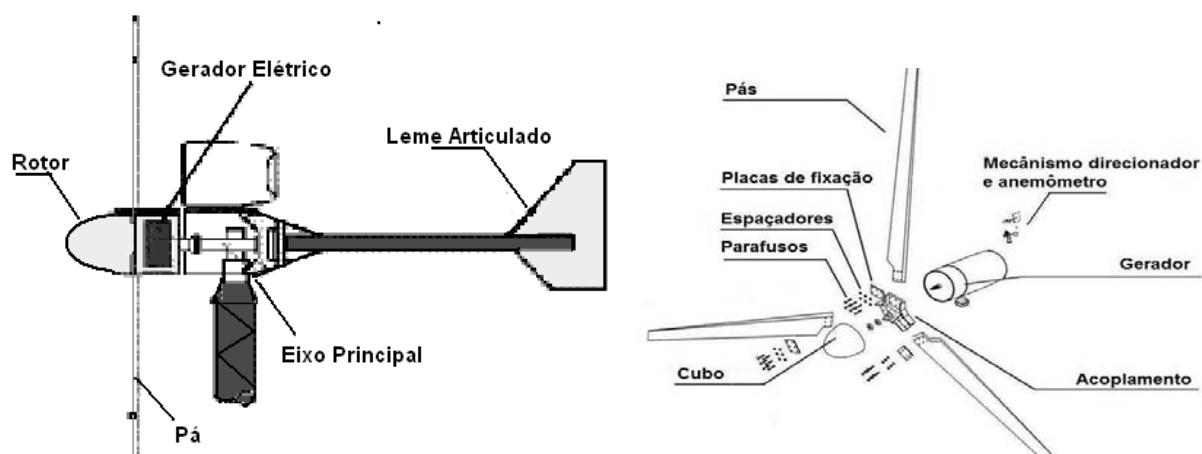 Gerador Elétrico
Leme Articulado
Rotor
Eixo Principal
Pá
Pás
Mecânismo direcionador
e anemômetro
Placas de fixação
Espaçadores
Parafusos
Gerador
Cubo
Acoplamento